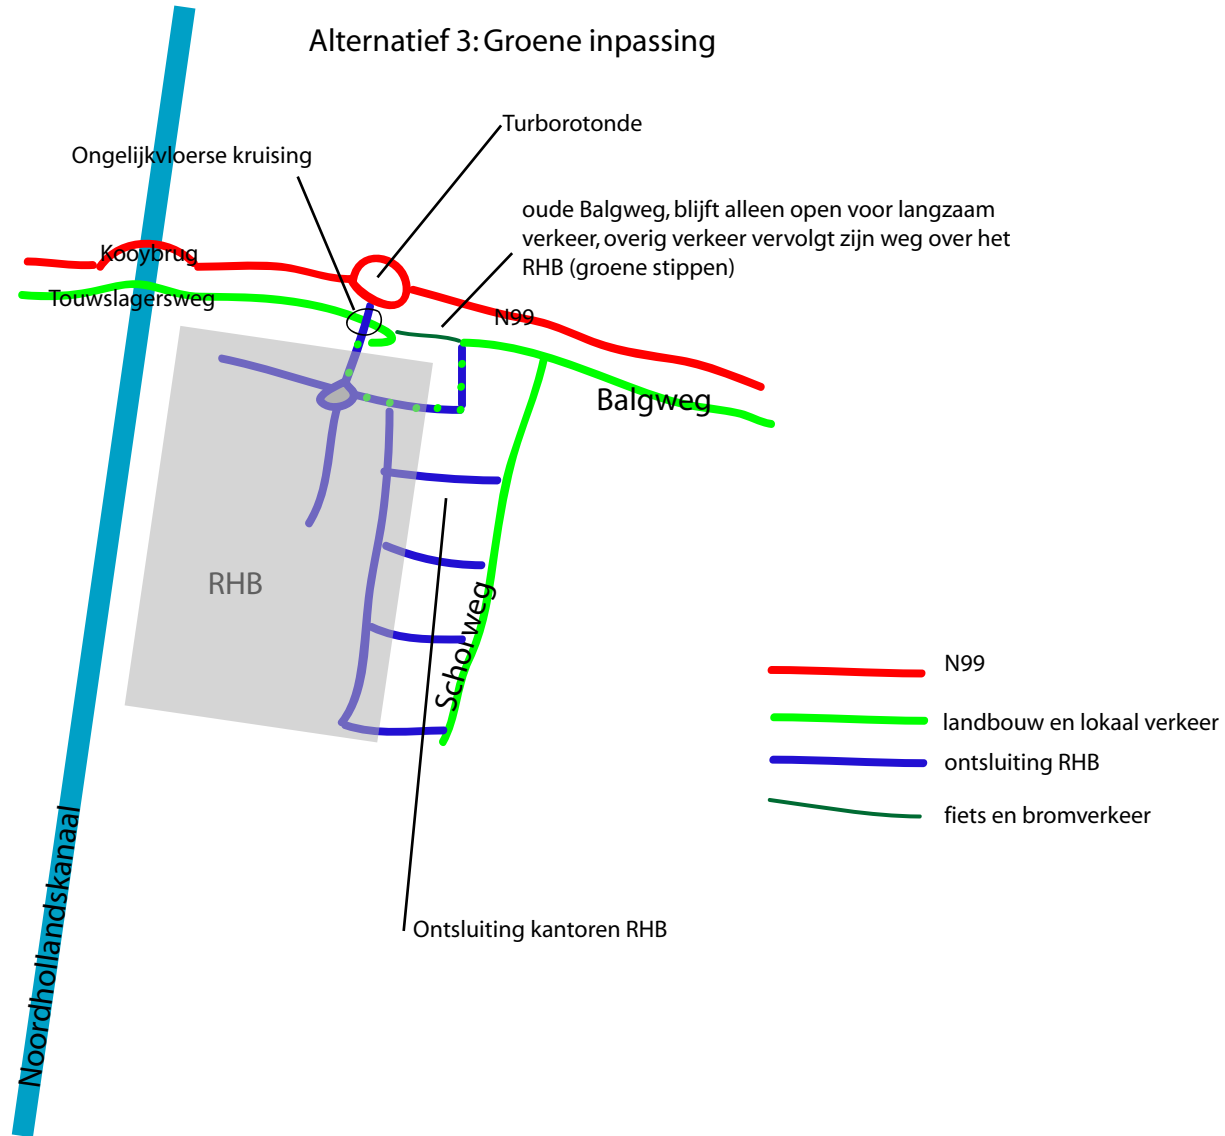 Alternatief 3: Groene inpassing
Turborotonde
Ongelijkvloerse kruising
oude Balgweg, blijft alleen open voor langzaam
verkeer, overig verkeer vervolgt zijn weg over het
RHB (groene stippen)
Kooybrug
Touwslagersweg
N99
Balgweg
RHB
Schorweg
N99
landbouw en lokaal verkeer
ontsluiting RHB
fiets en bromverkeer
Ontsluiting kantoren RHB
Noordhollandskanaal